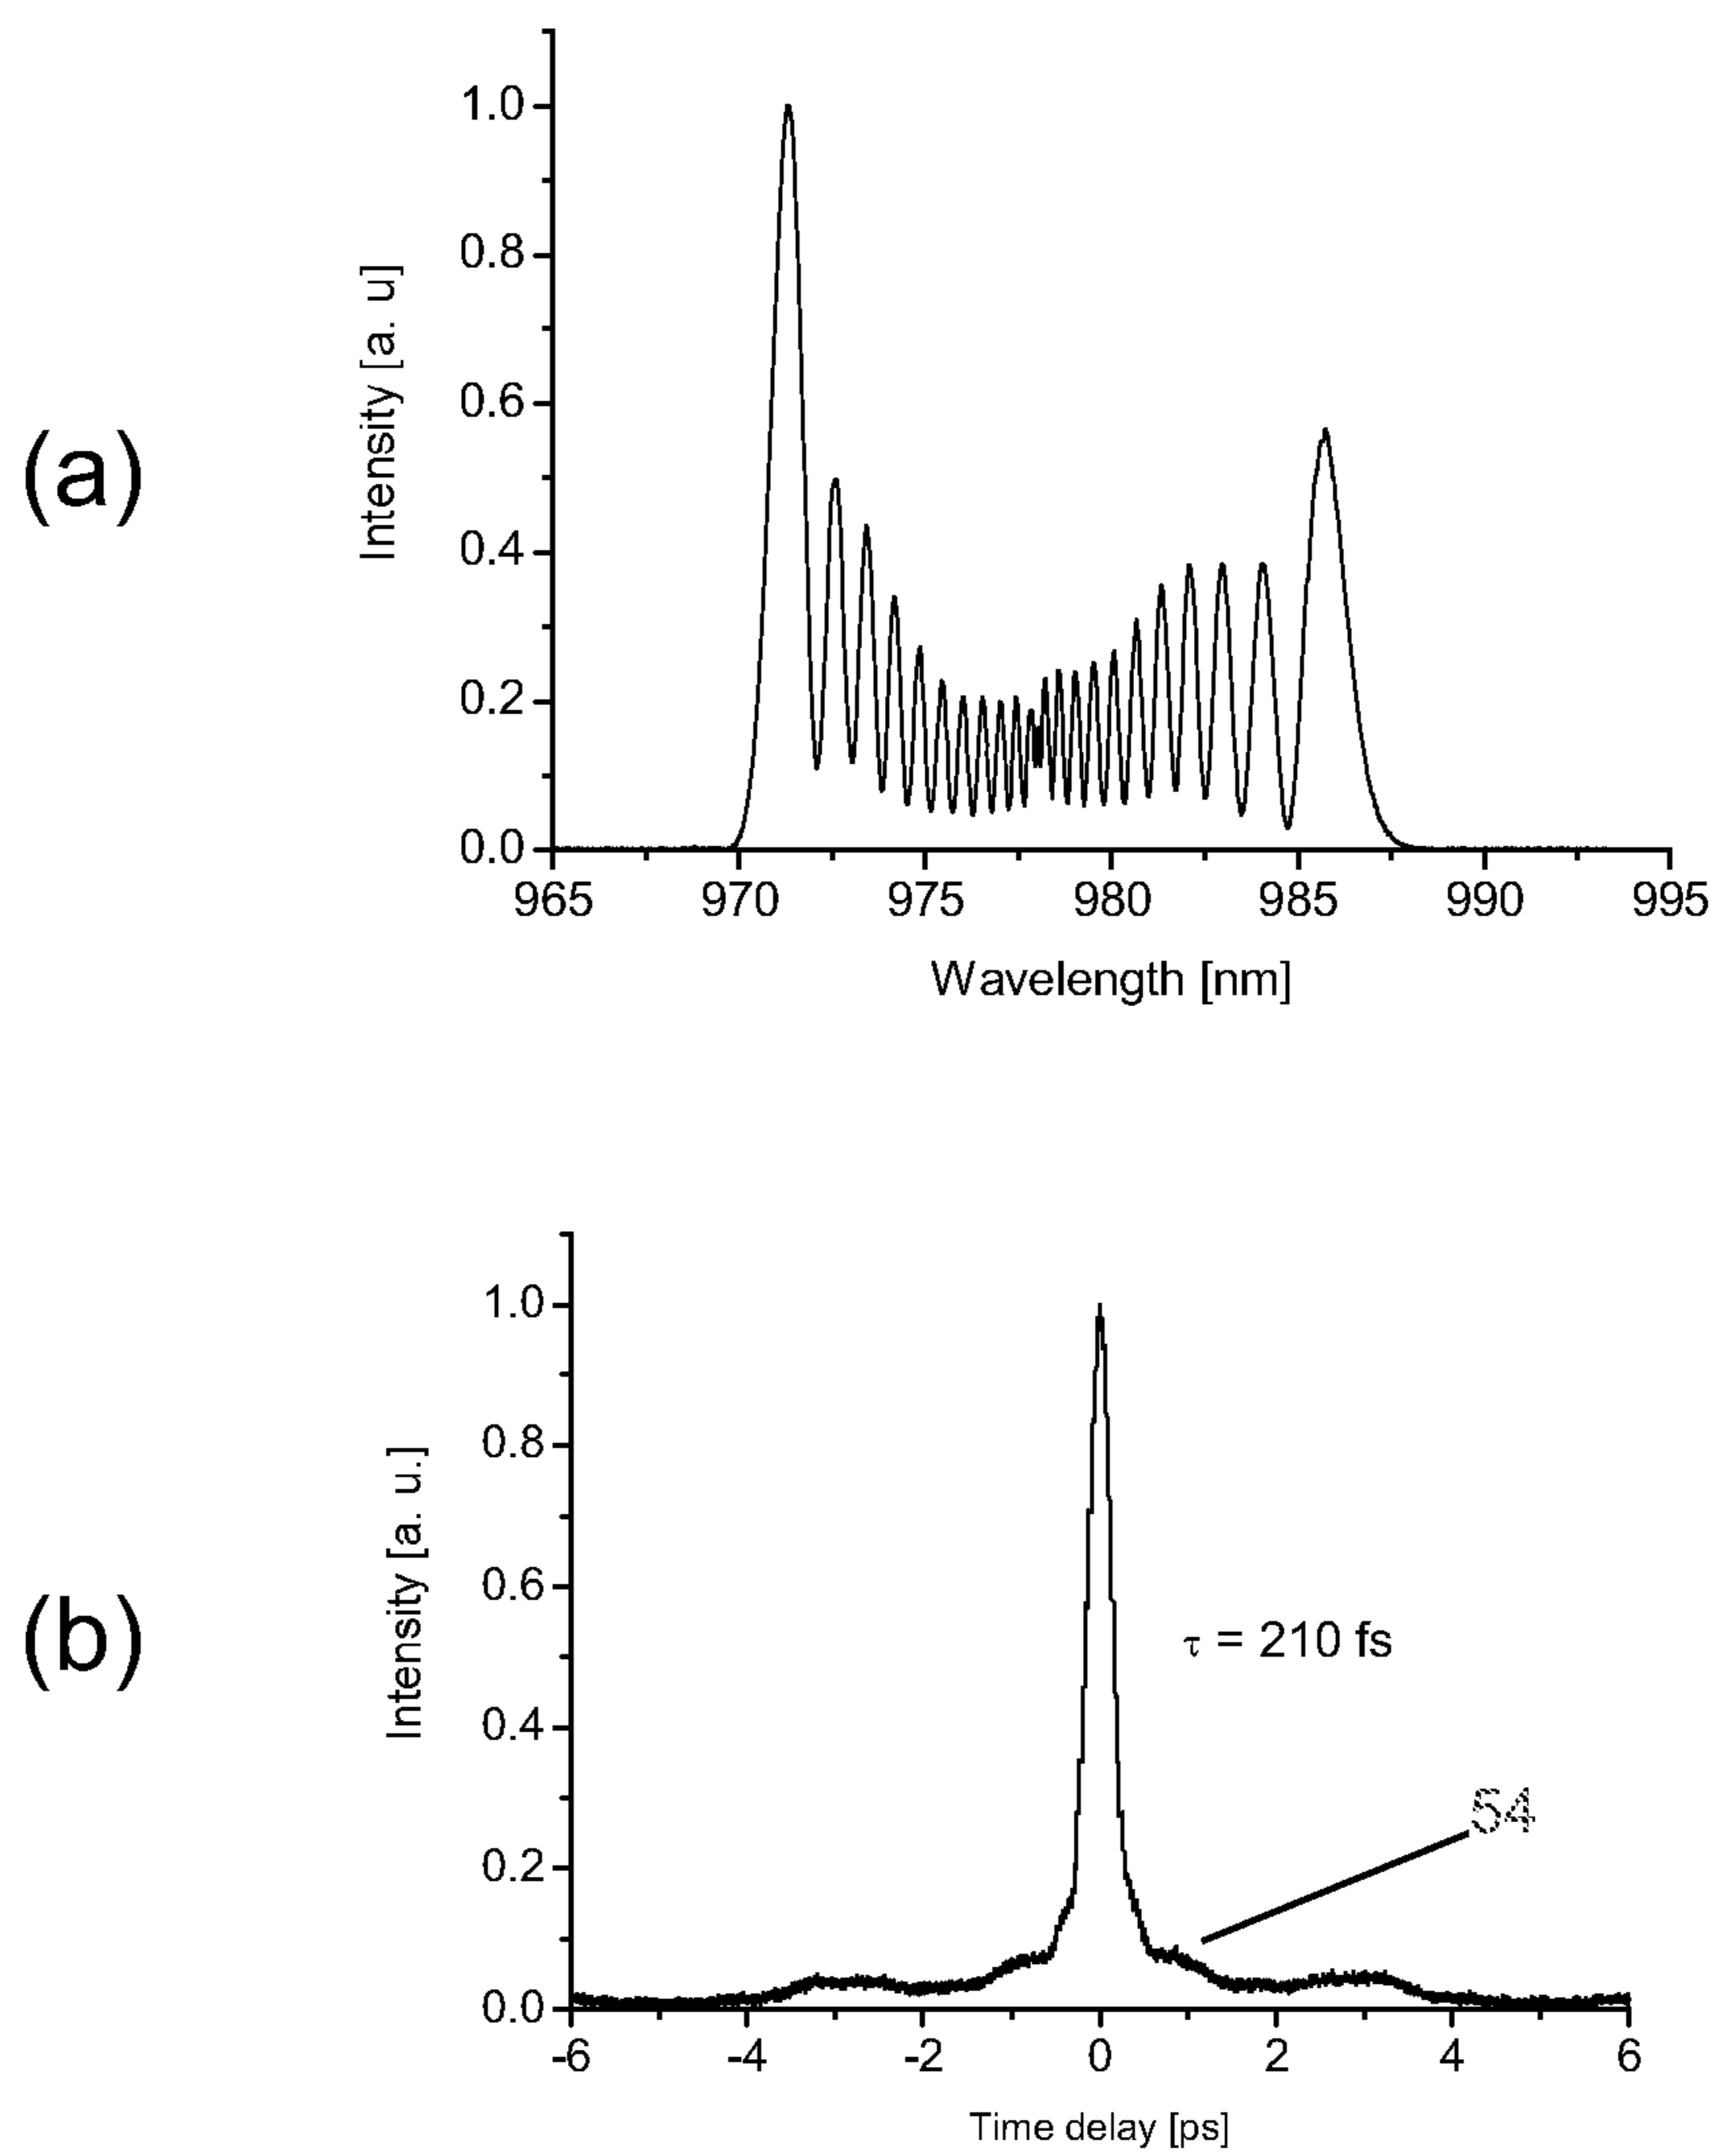 (a)
Intensity [a. u]
1.0
0.8
0.6
0.4
0.2
0.0
965 970 975 980 985 990 995
Wavelength [nm]
(b)
Intensity [a. u.]
1.0
0.8
0.6
0.4
0.2
0.0
τ = 210 fs
54
-6 -4 -2 0 2 4 6
Time delay [ps]